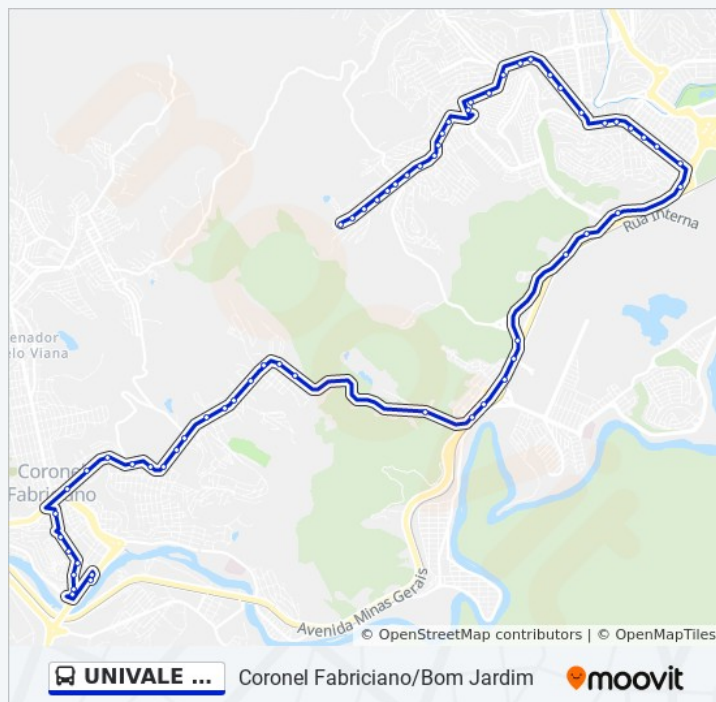 Rua Interna
enador
elo Viana
Coronel
Fabriciano
Avenida Minas Gerais
© OpenStreetMap contributors | © OpenMapTiles
UNIVALE ...
Coronel Fabriciano/Bom Jardim
moovit